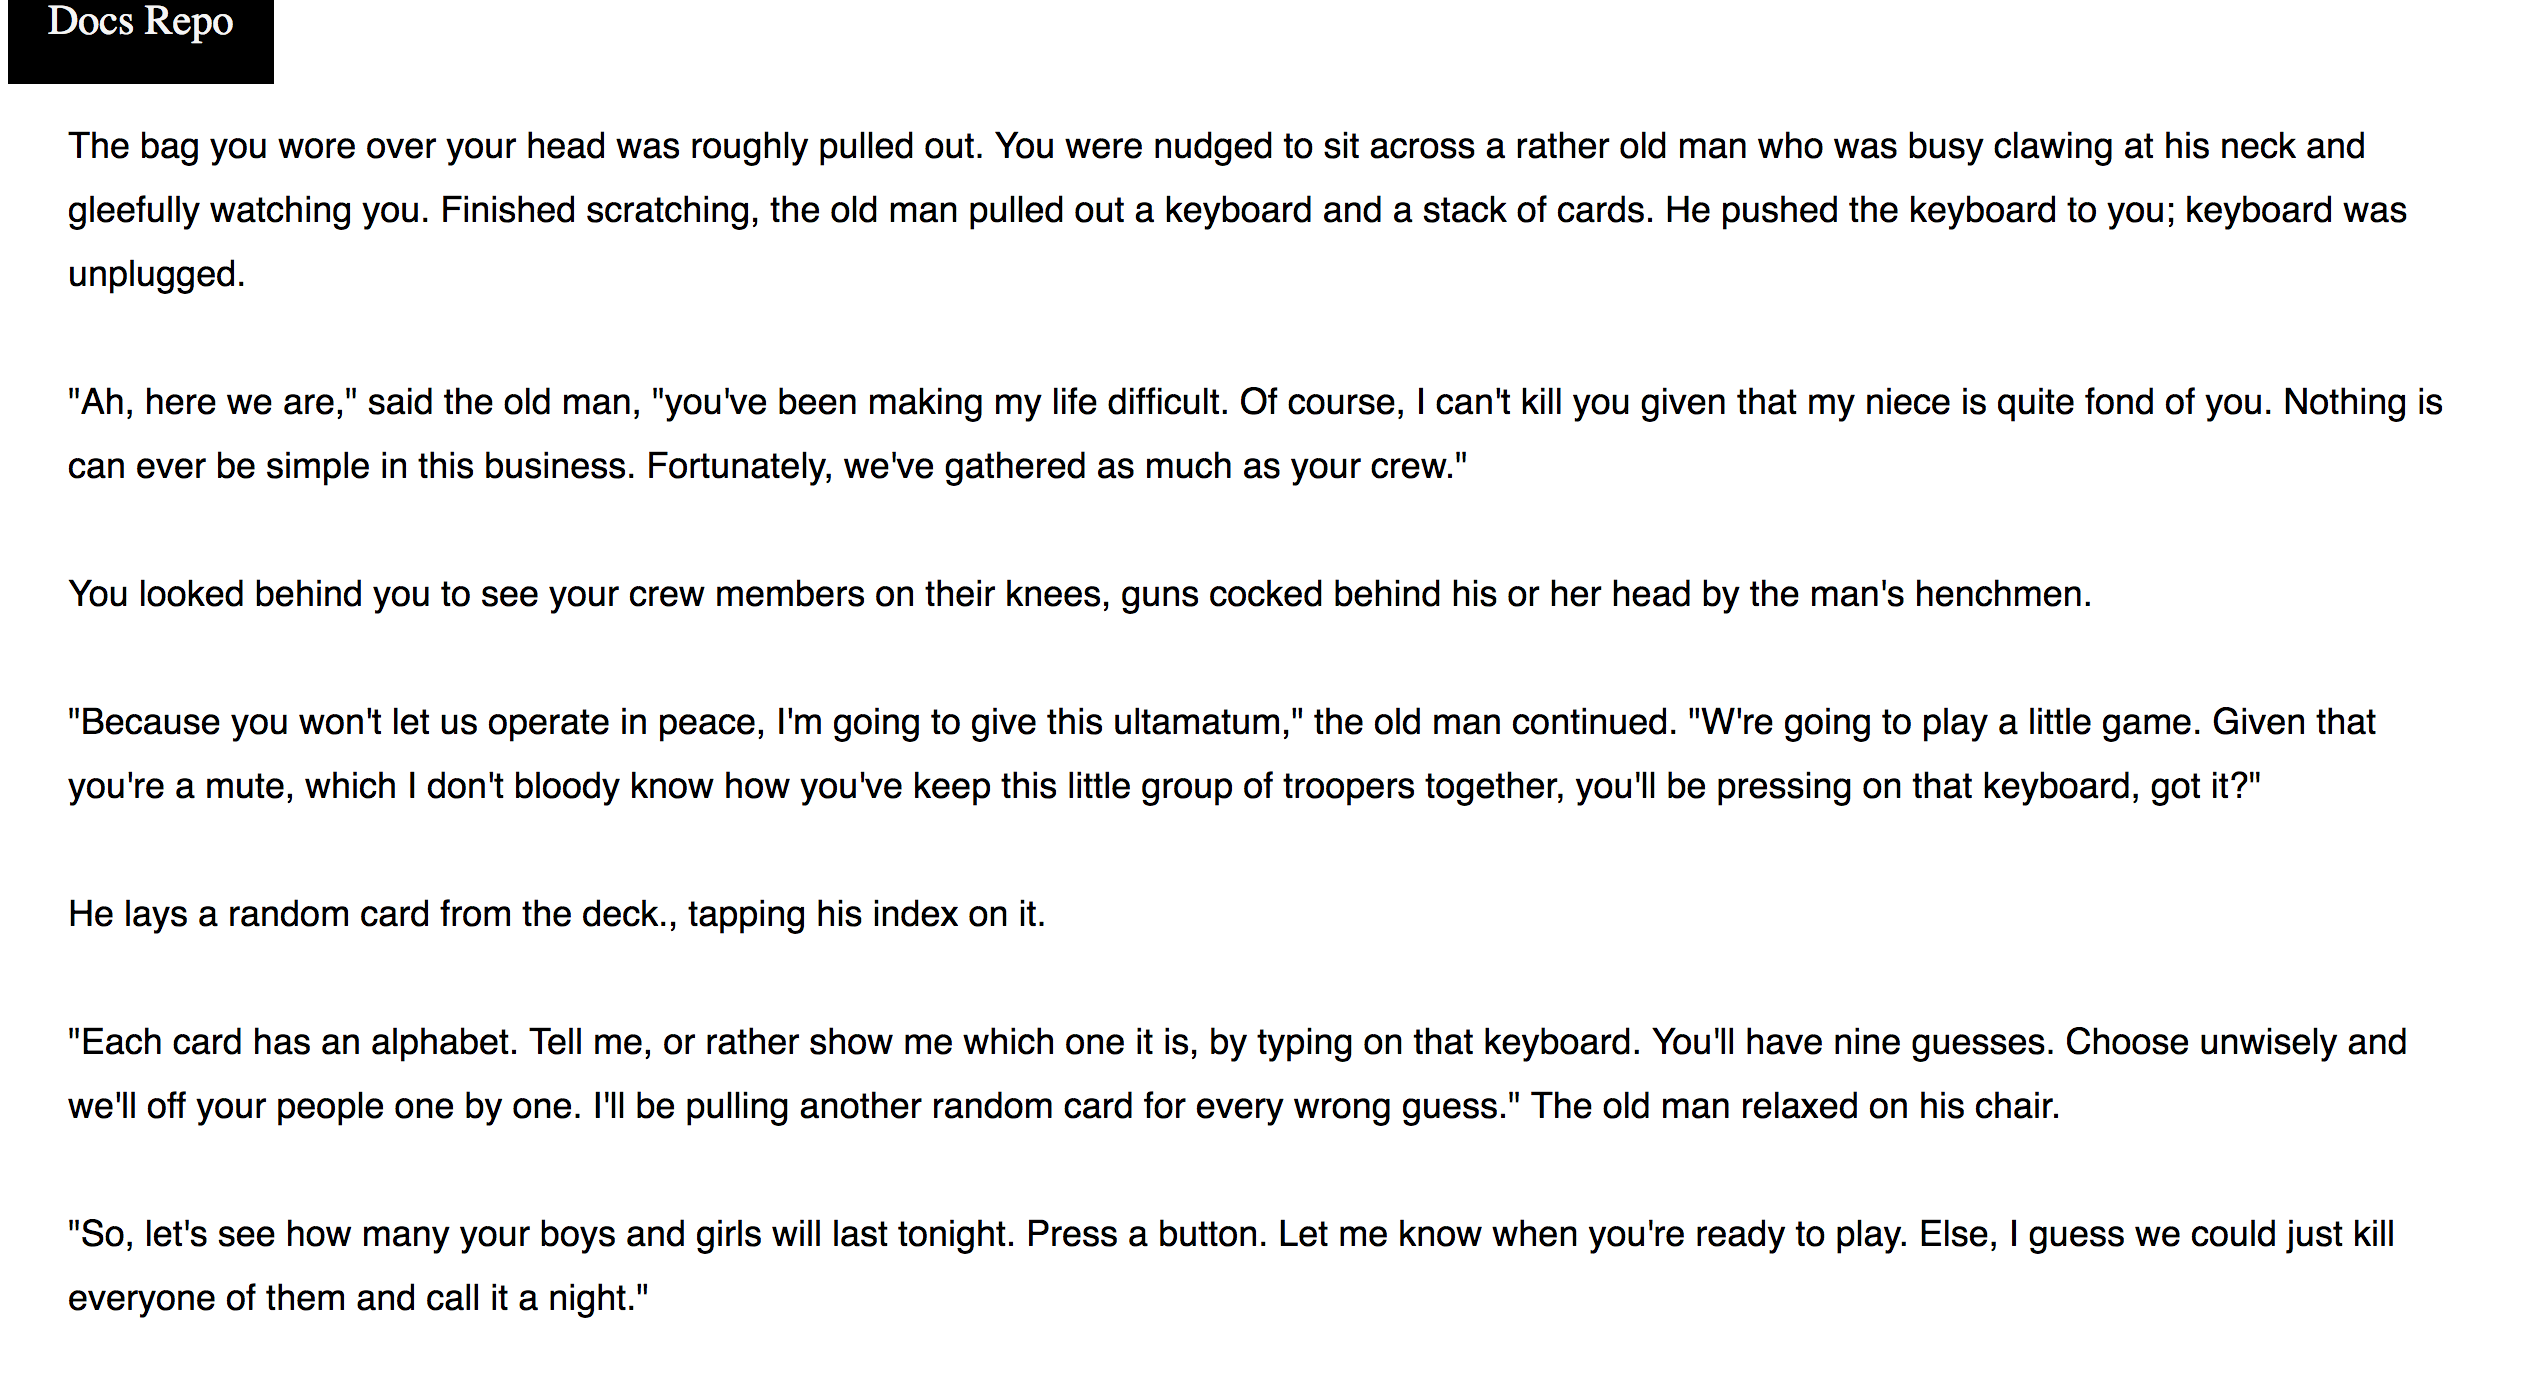 Docs Repo
The bag you wore over your head was roughly pulled out. You were nudged to sit across a rather old man who was busy clawing at his neck and
gleefully watching you. Finished scratching, the old man pulled out a keyboard and a stack of cards. He pushed the keyboard to you; keyboard was
unplugged.
"Ah, here we are," said the old man, "you've been making my life difficult. Of course, I can't kill you given that my niece is quite fond of you. Nothing is
can ever be simple in this business. Fortunately, we've gathered as much as your crew."
You looked behind you to see your crew members on their knees, guns cocked behind his or her head by the man's henchmen.
"Because you won't let us operate in peace, I'm going to give this ultamatum," the old man continued. "W're going to play a little game. Given that
you're a mute, which I don't bloody know how you've keep this little group of troopers together, you'll be pressing on that keyboard, got it?"
He lays a random card from the deck., tapping his index on it.
"Each card has an alphabet. Tell me, or rather show me which one it is, by typing on that keyboard. You'll have nine guesses. Choose unwisely and
we'll off your people one by one. I'll be pulling another random card for every wrong guess." The old man relaxed on his chair.
"So, let's see how many your boys and girls will last tonight. Press a button. Let me know when you're ready to play. Else, I guess we could just kill
everyone of them and call it a night."